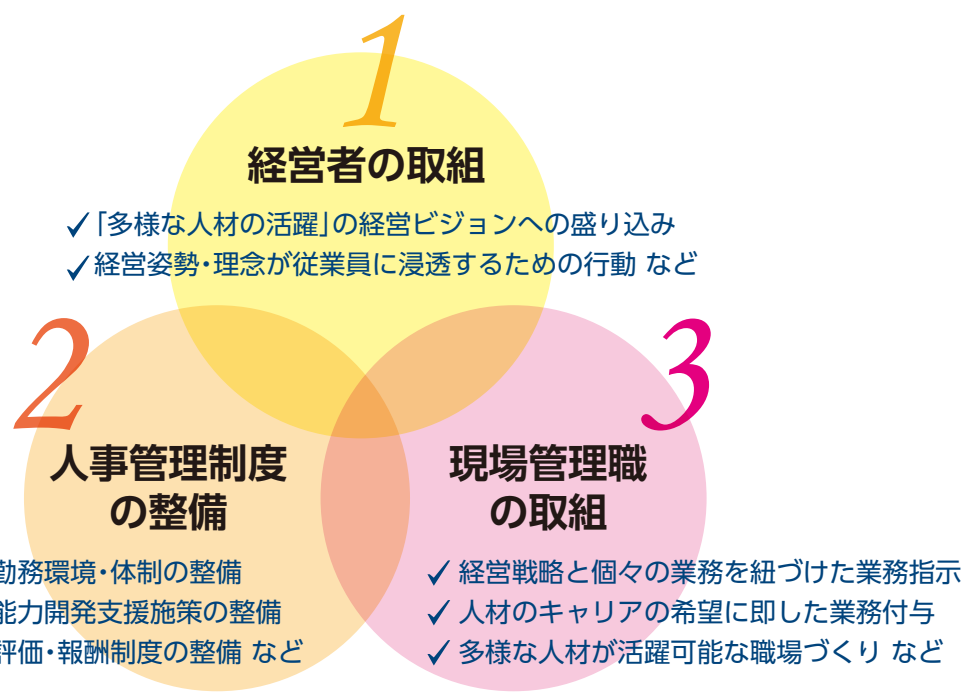 1
経営者の取組
✓「多様な人材の活躍」の経営ビジョンへの盛り込み
✓経営姿勢・理念が従業員に浸透するための行動 など
2
人事管理制度
の整備
勤務環境・体制の整備
能力開発支援施策の整備
評価・報酬制度の整備 など
3
現場管理職
の取組
✓ 経営戦略と個々の業務を紐づけた業務指示
✓ 人材のキャリアの希望に即した業務付与
✓ 多様な人材が活躍可能な職場づくり など